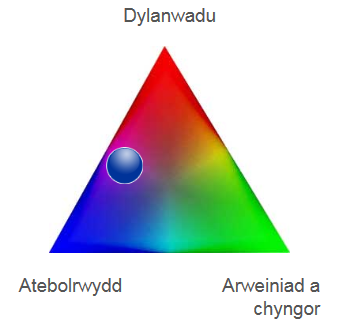 Dylanwadu
Atebolrwydd
Arweiniad a
chyngor